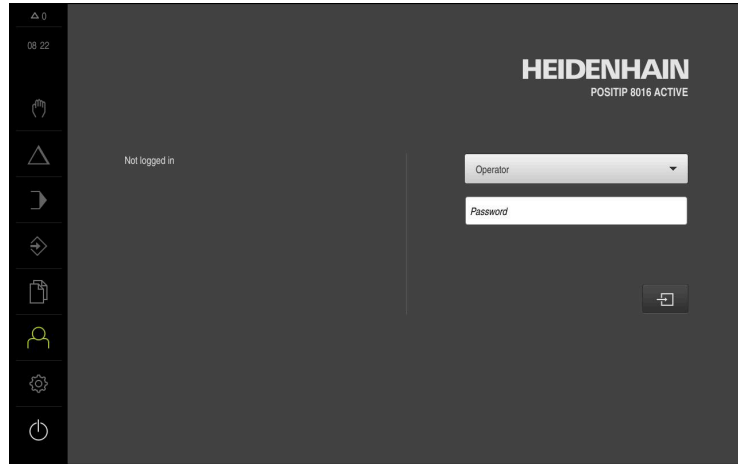 0
08 22
HEIDENHAIN
POSITIP 8016 ACTIVE
Not logged in
Operator
Password